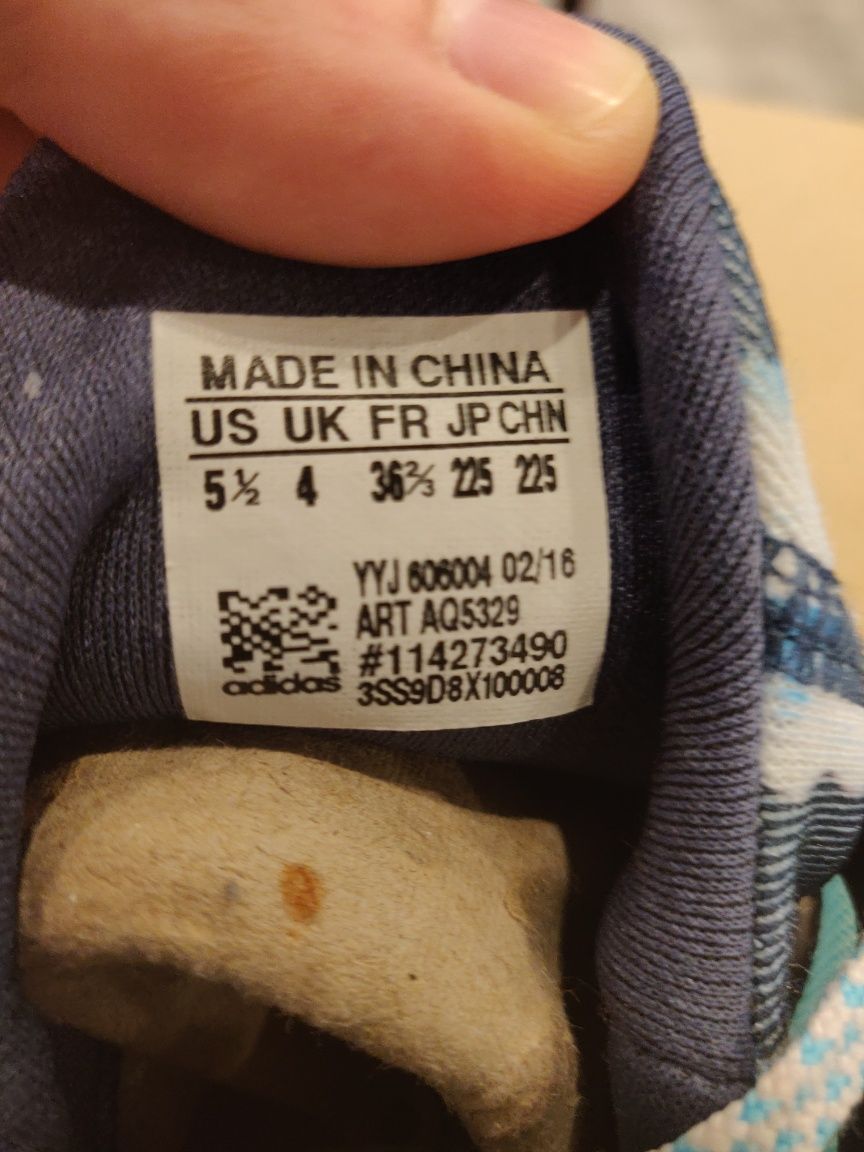 MADE IN CHINA
US UK FR JP CHN
5½ 4 36⅔ 225 225
YYJ 606004 02/16
ART AQ5329
#114273490
3SS9D8X100008
adidas